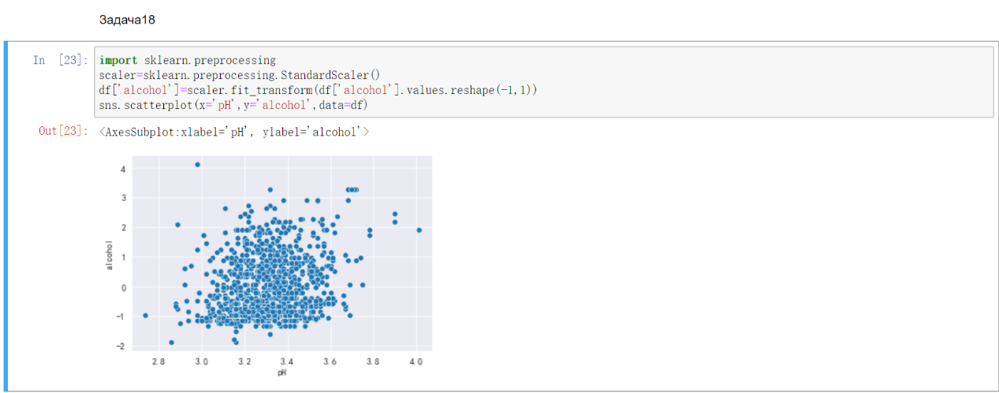 Задача18
In [23]:
import sklearn.preprocessing
scaler=sklearn.preprocessing.StandardScaler()
df['alcohol']=scaler.fit_transform(df['alcohol'].values.reshape(-1,1))
sns.scatterplot(x='pH',y='alcohol',data=df)
Out[23]: <AxesSubplot:xlabel='pH', ylabel='alcohol'>
4
3
2
1
0
-1
-2
alcohol
2.8 3.0 3.2 3.4 3.6 3.8 4.0
pH